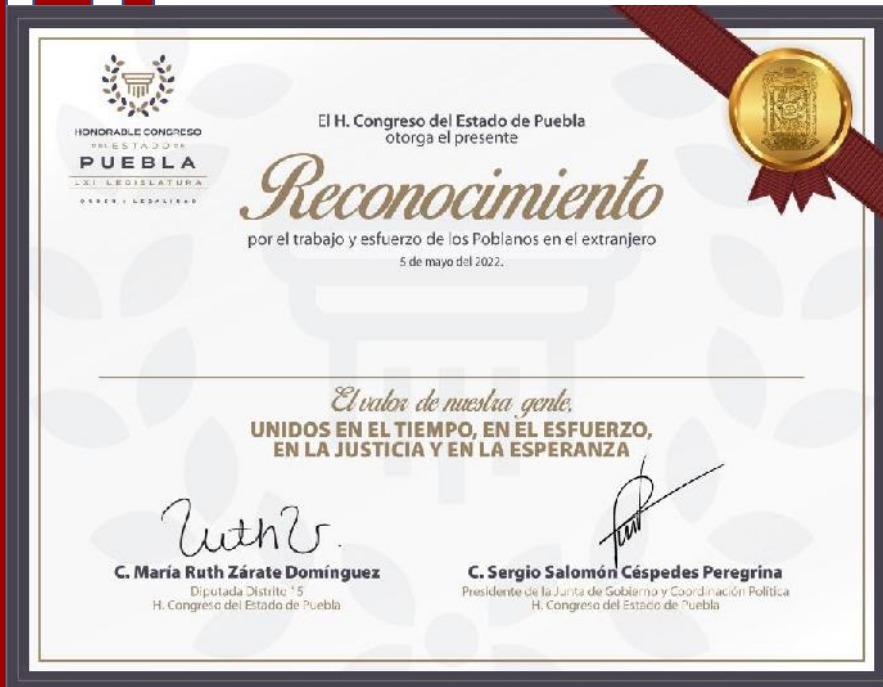 HONORABLE CONGRESO
DEL ESTADO DE
PUEBLA
LXI LEGISLATURA
ORDEN Y LEGALIDAD
El H. Congreso del Estado de Puebla
otorga el presente
Reconocimiento
por el trabajo y esfuerzo de los Poblanos en el extranjero
5 de mayo del 2022.
El valor de nuestra gente,
UNIDOS EN EL TIEMPO, EN EL ESFUERZO,
EN LA JUSTICIA Y EN LA ESPERANZA
C. María Ruth Zárate Domínguez
Diputada Distrito 15
H. Congreso del Estado de Puebla
C. Sergio Salomón Céspedes Peregrina
Presidente de la Junta de Gobierno y Coordinación Política
H. Congreso del Estado de Puebla